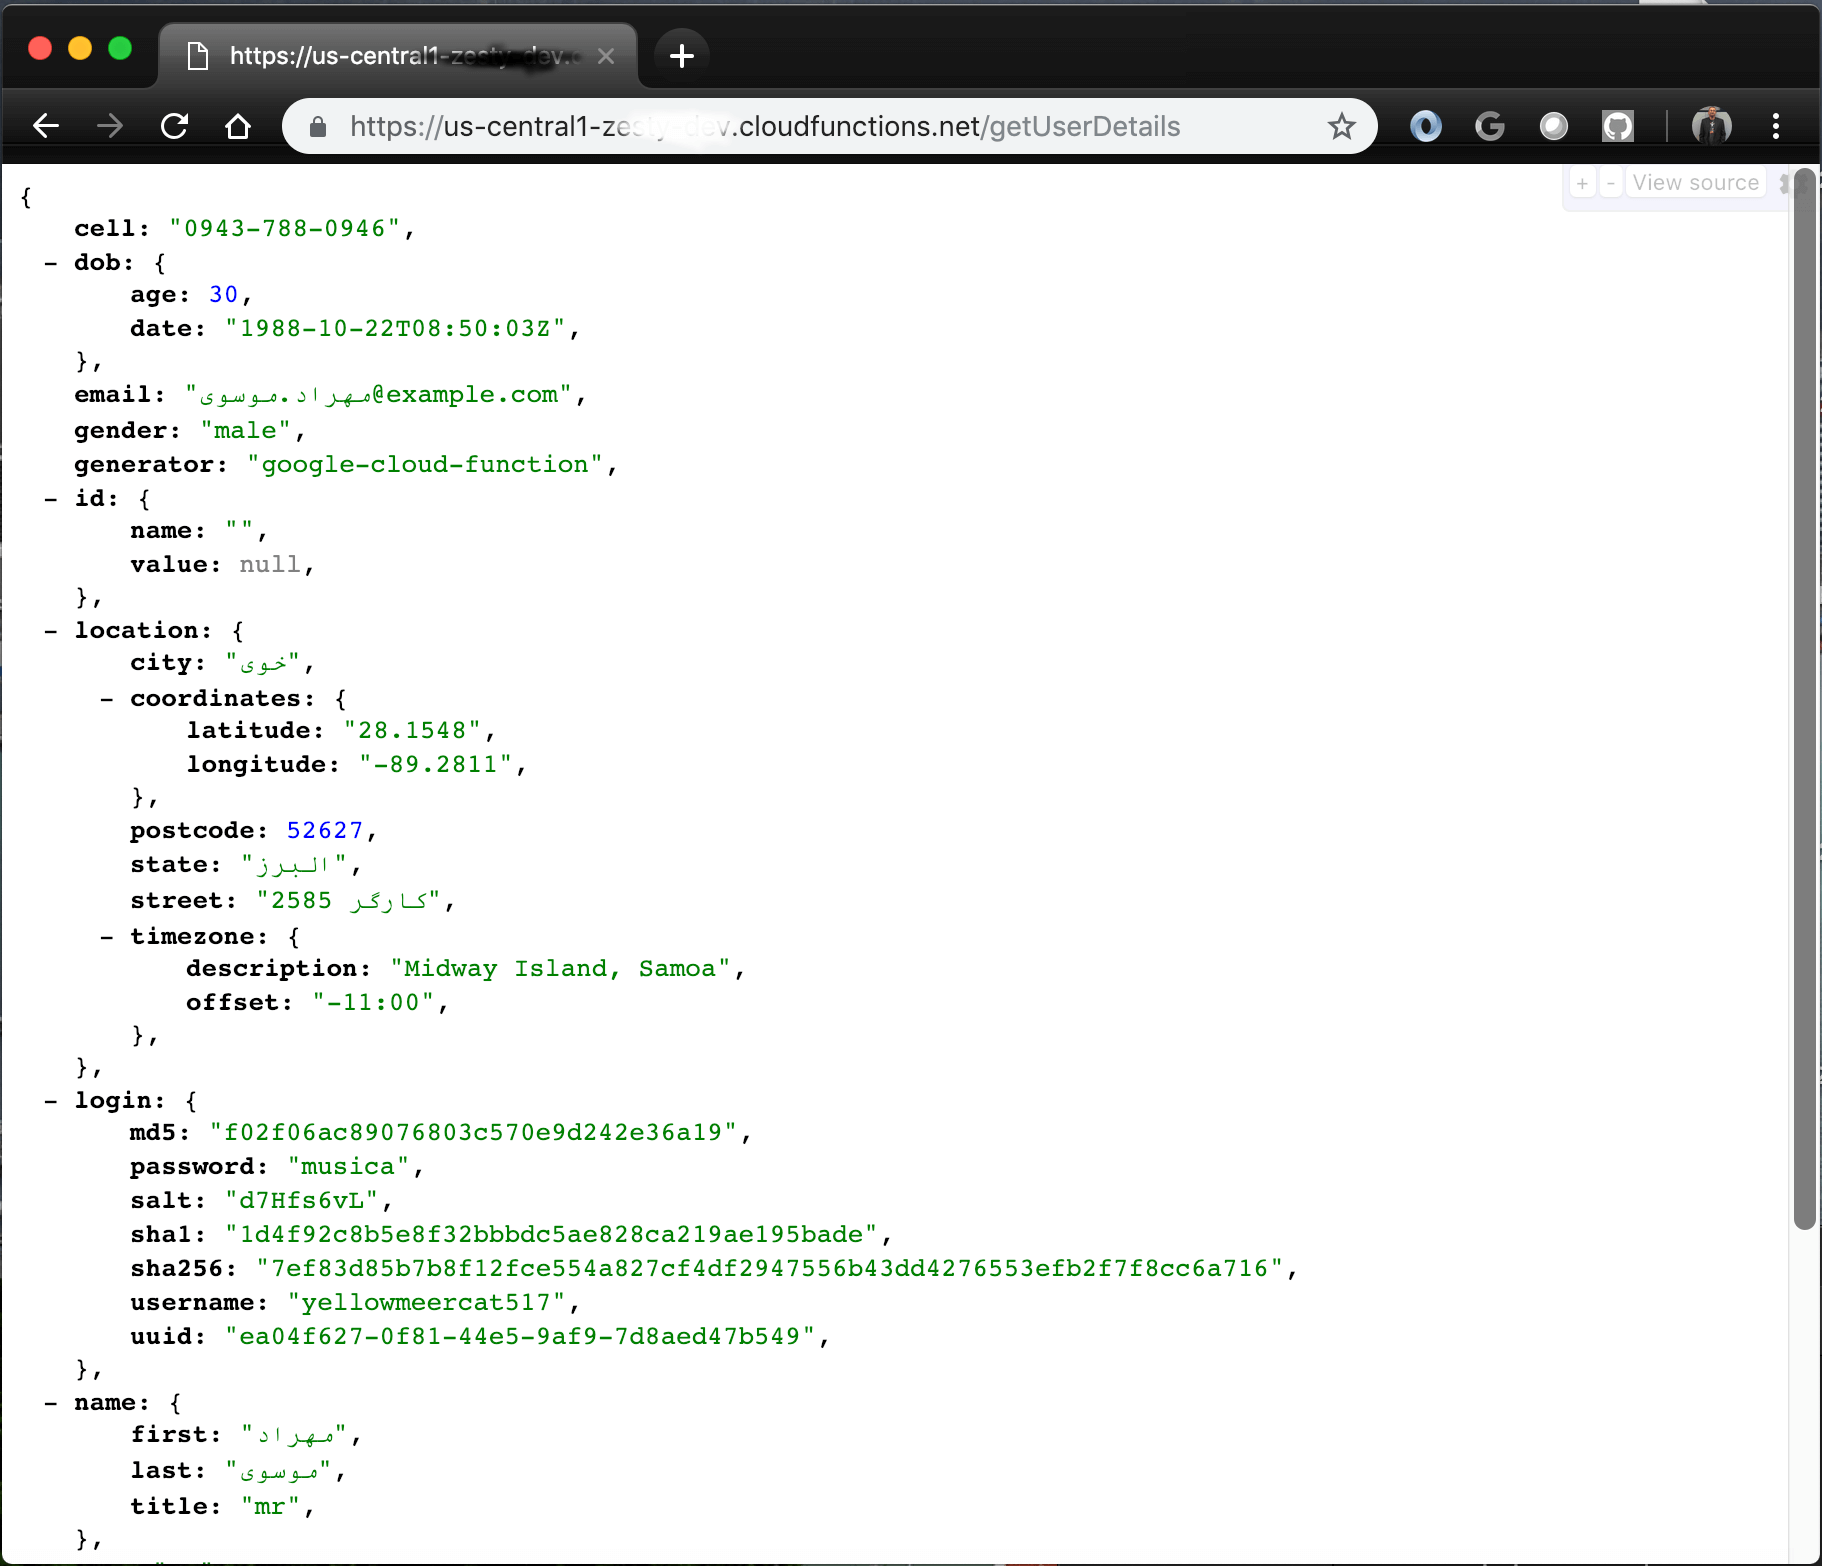 https://us-central1-zesty-dev.
https://us-central1-zesty-dev.cloudfunctions.net/getUserDetails
+ - View source
{
cell: "0943-788-0946",
- dob: {
age: 30,
date: "1988-10-22T08:50:03Z",
},
email: "مهراد.موسوی@example.com",
gender: "male",
generator: "google-cloud-function",
- id: {
name: "",
value: null,
},
- location: {
city: "خوی",
- coordinates: {
latitude: "28.1548",
longitude: "-89.2811",
},
postcode: 52627,
state: "البرز",
street: "2585 کارگر",
- timezone: {
description: "Midway Island, Samoa",
offset: "-11:00",
},
},
- login: {
md5: "f02f06ac89076803c570e9d242e36a19",
password: "musica",
salt: "d7Hfs6vL",
sha1: "1d4f92c8b5e8f32bbbdc5ae828ca219ae195bade",
sha256: "7ef83d85b7b8f12fce554a827cf4df2947556b43dd4276553efb2f7f8cc6a716",
username: "yellowmeercat517",
uuid: "ea04f627-0f81-44e5-9af9-7d8aed47b549",
},
- name: {
first: "مهراد",
last: "موسوی",
title: "mr",
},